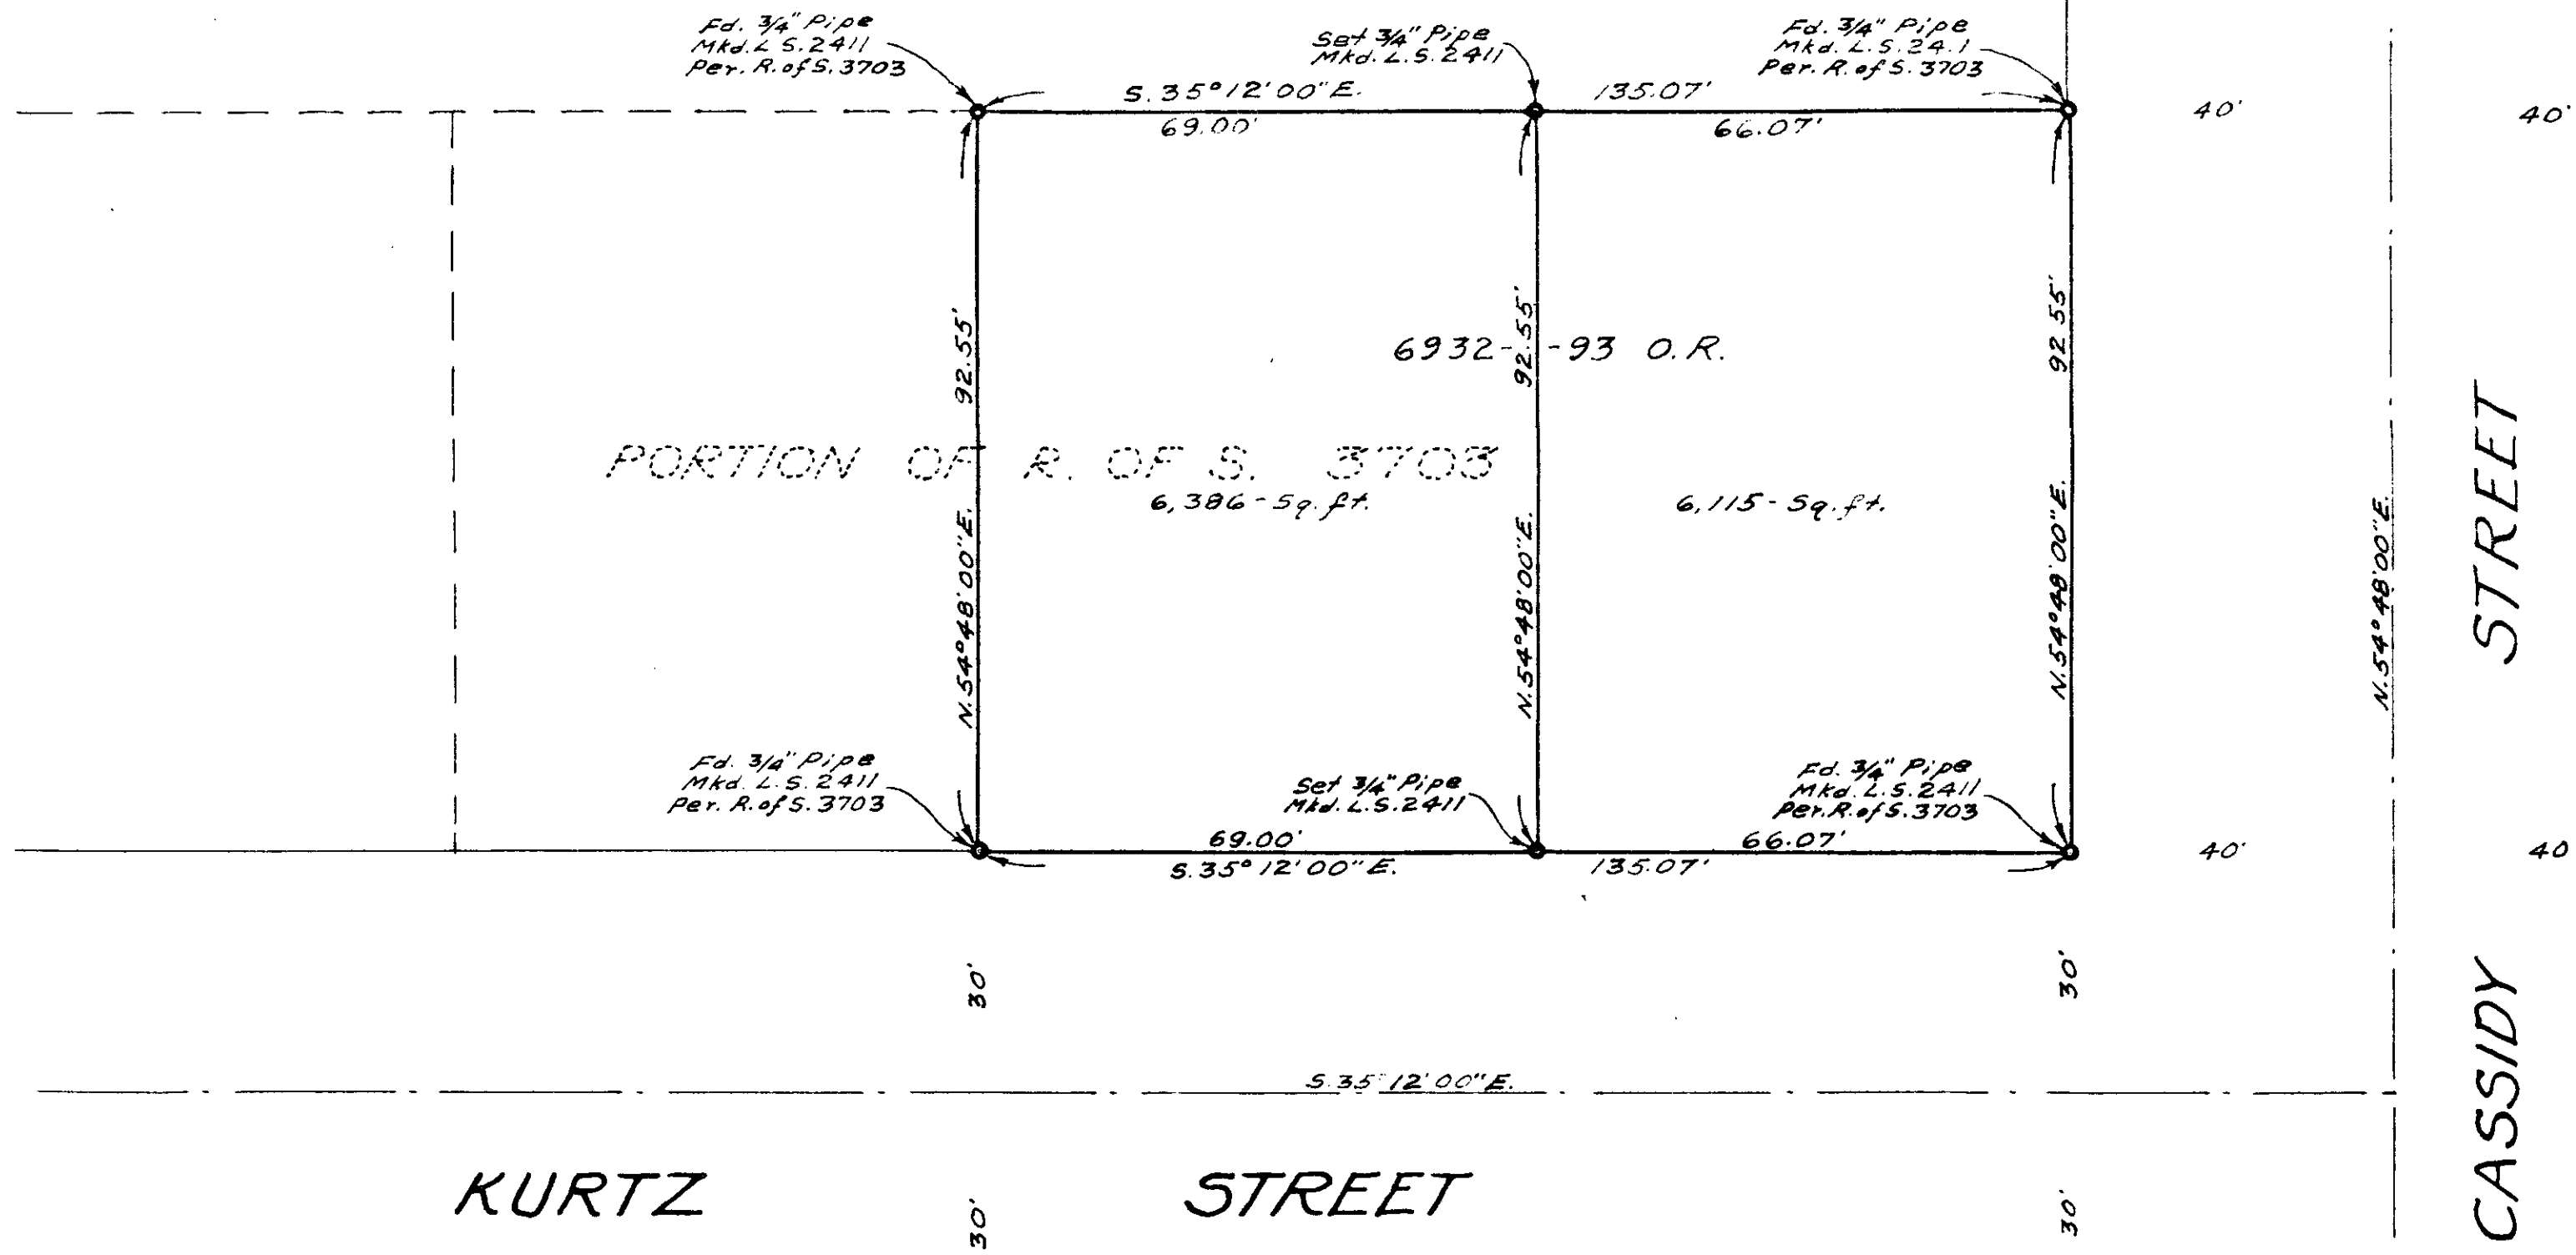 Fd. 3/4" Pipe
Mkd. L S. 2411
Per. R. of S. 3703
Set 3/4" Pipe
Mkd. L.S. 2411
Fd. 3/4" Pipe
Mkd. L.S. 24.1
Per. R. of S. 3703
S. 35° 12' 00" E.
135.07'
69.00'
66.07'
40'
40'
92.55'
N. 54° 48' 00" E.
92.55'
N. 54° 48' 00" E.
92 55'
N. 54° 48' 00" E.
6932- -93 O.R.
PORTION OF R. OF S. 3703
6,386 - Sq. ft.
6,115 - Sq. ft.
N. 54° 48' 00" E.
CASSIDY STREET
Fd. 3/4" Pipe
Mkd. L.S. 2411
Per. R. of S. 3703
Set 3/4" Pipe
Mkd. L.S. 2411
Fd. 3/4" Pipe
Mkd. L.S. 2411
Per. R. of S. 3703
69.00'
66.07'
S. 35° 12' 00" E.
135.07'
40'
40
30'
30'
S. 35° 12' 00" E.
KURTZ STREET
30'
30'